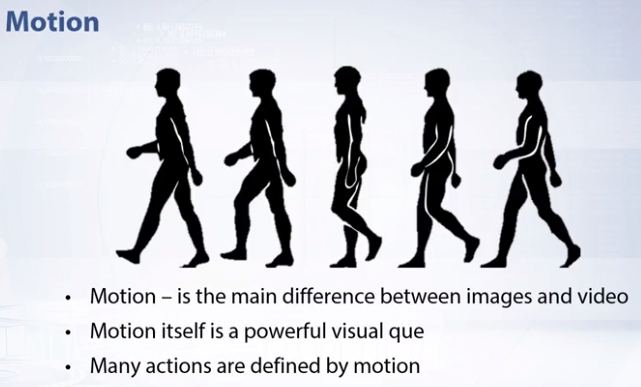 Motion
• Motion – is the main difference between images and video
• Motion itself is a powerful visual que
• Many actions are defined by motion